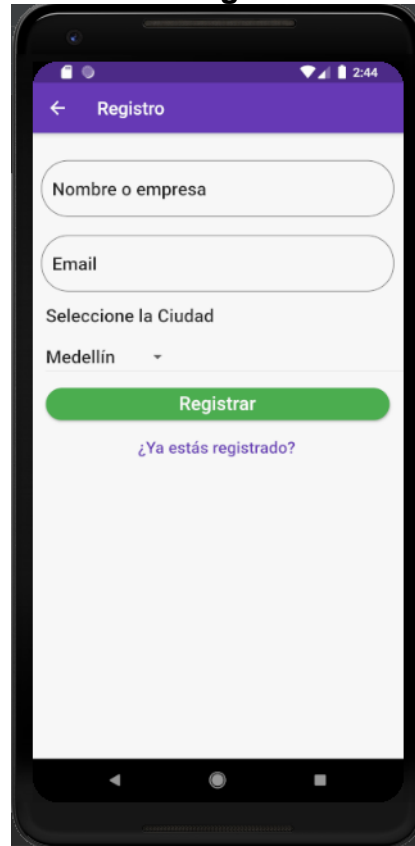 2:44
Registro
Nombre o empresa
Email
Seleccione la Ciudad
Medellín
Registrar
¿Ya estás registrado?